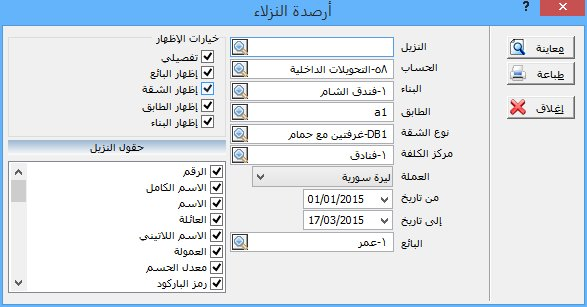 أرصدة النزلاء
معاينة
طباعة
إغلاق
النزيل
الحساب ٥٨-التحويلات الداخلية
البناء ١-فندق الشام
الطابق a1
نوع الشقة DB1-غرفتين مع حمام
مركز الكلفة ١-فنادق
العملة ليرة سورية
من تاريخ 01/01/2015
إلى تاريخ 17/03/2015
البائع ١-عمر
خيارات الإظهار
تفصيلي
إظهار البائع
إظهار الشقة
إظهار الطابق
إظهار البناء
حقول النزيل
الرقم
الاسم الكامل
الاسم
العائلة
الاسم اللاتيني
العمولة
معدل الحسم
رمز الباركود